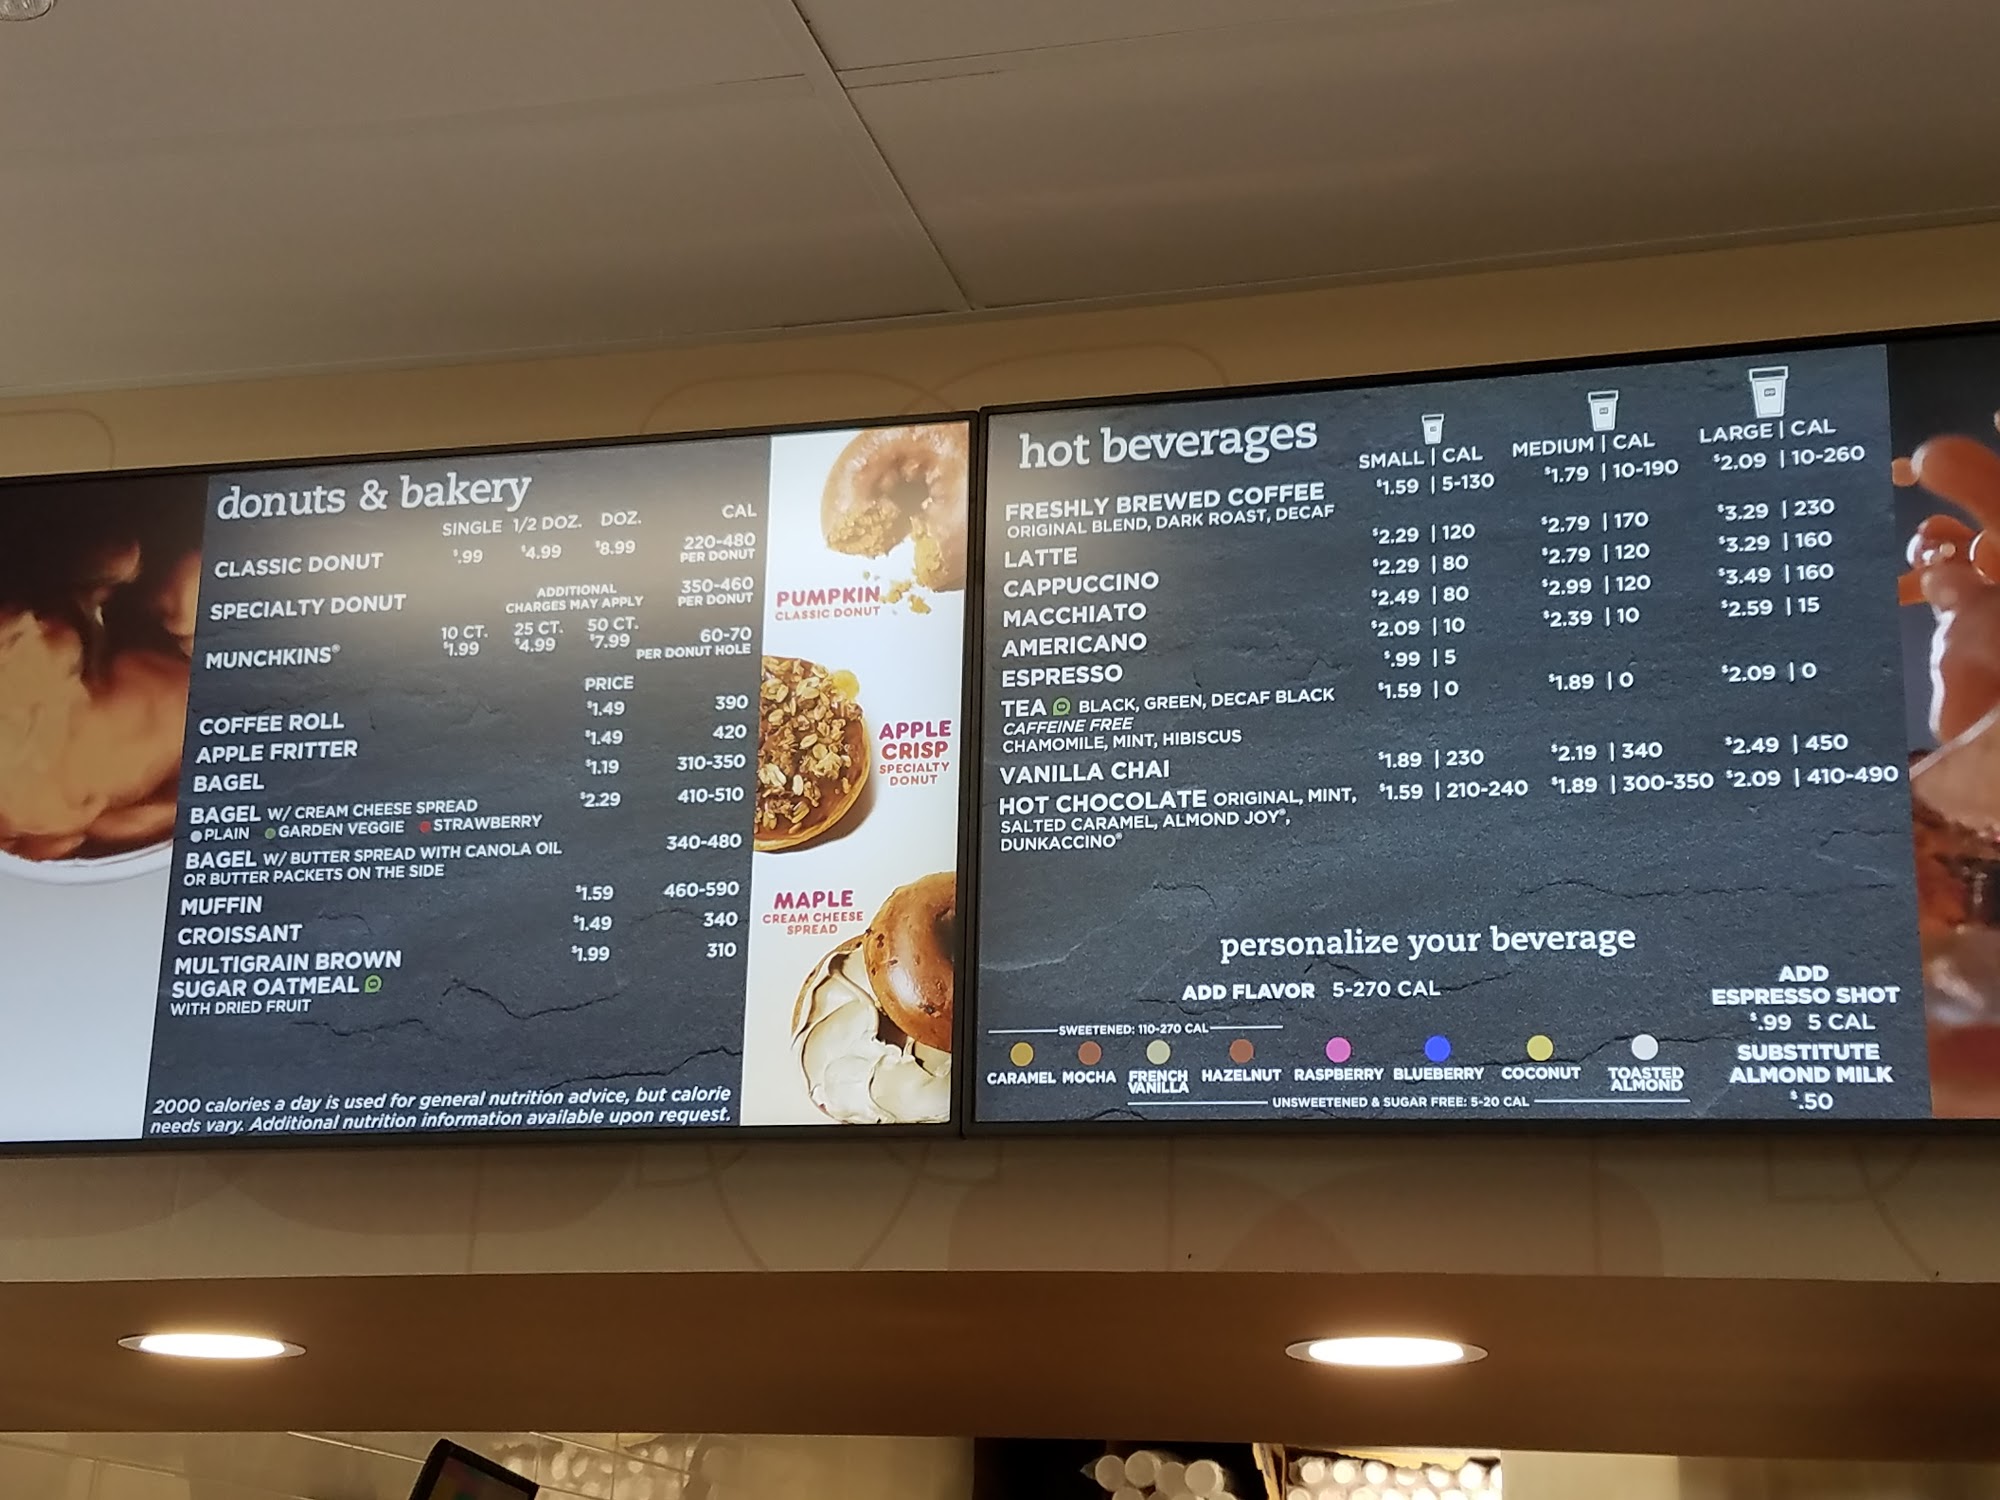 donuts & bakery
SINGLE 1/2 DOZ. DOZ. CAL
CLASSIC DONUT $.99 $4.99 $8.99 220-480
PER DONUT
SPECIALTY DONUT ADDITIONAL
CHARGES MAY APPLY 350-460
PER DONUT
10 CT. 25 CT. 50 CT.
MUNCHKINS® $1.99 $4.99 $7.99 60-70
PER DONUT HOLE
PRICE
COFFEE ROLL $1.49 390
APPLE FRITTER $1.49 420
BAGEL $1.19 310-350
BAGEL W/ CREAM CHEESE SPREAD $2.29 410-510
PLAIN GARDEN VEGGIE STRAWBERRY
BAGEL W/ BUTTER SPREAD WITH CANOLA OIL 340-480
OR BUTTER PACKETS ON THE SIDE
MUFFIN $1.59 460-590
CROISSANT $1.49 340
MULTIGRAIN BROWN $1.99 310
SUGAR OATMEAL
WITH DRIED FRUIT
2000 calories a day is used for general nutrition advice, but calorie
needs vary. Additional nutrition information available upon request.
PUMPKIN
CLASSIC DONUT
APPLE
CRISP
SPECIALTY
DONUT
MAPLE
CREAM CHEESE
SPREAD
hot beverages
SMALL | CAL MEDIUM | CAL LARGE | CAL
FRESHLY BREWED COFFEE $1.59 | 5-130 $1.79 | 10-190 $2.09 | 10-260
ORIGINAL BLEND, DARK ROAST, DECAF
LATTE $2.29 | 120 $2.79 | 170 $3.29 | 230
CAPPUCCINO $2.29 | 80 $2.79 | 120 $3.29 | 160
MACCHIATO $2.49 | 80 $2.99 | 120 $3.49 | 160
AMERICANO $2.09 | 10 $2.39 | 10 $2.59 | 15
ESPRESSO $.99 | 5
TEA BLACK, GREEN, DECAF BLACK $1.59 | 0 $1.89 | 0 $2.09 | 0
CAFFEINE FREE
CHAMOMILE, MINT, HIBISCUS
VANILLA CHAI $1.89 | 230 $2.19 | 340 $2.49 | 450
HOT CHOCOLATE ORIGINAL, MINT, $1.59 | 210-240 $1.89 | 300-350 $2.09 | 410-490
SALTED CARAMEL, ALMOND JOY®,
DUNKACCINO®
personalize your beverage
ADD FLAVOR 5-270 CAL
SWEETENED: 110-270 CAL
CARAMEL MOCHA FRENCH
VANILLA HAZELNUT RASPBERRY BLUEBERRY COCONUT TOASTED
ALMOND
UNSWEETENED & SUGAR FREE: 5-20 CAL
ADD
ESPRESSO SHOT
$.99 5 CAL
SUBSTITUTE
ALMOND MILK
$.50